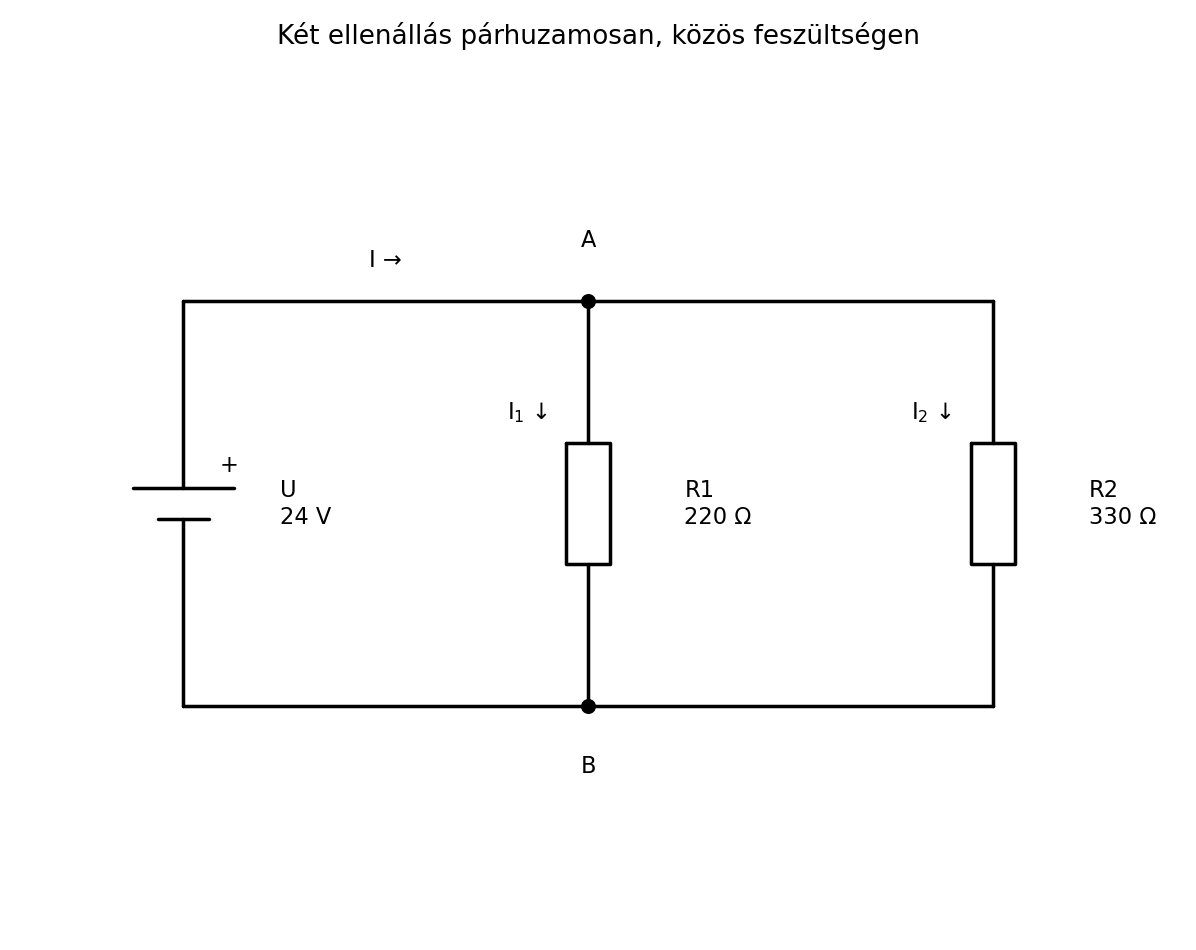 Két ellenállás párhuzamosan, közös feszültségen
A
I →
I₁ ↓
I₂ ↓
+
U
24 V
R1
220 Ω
R2
330 Ω
B